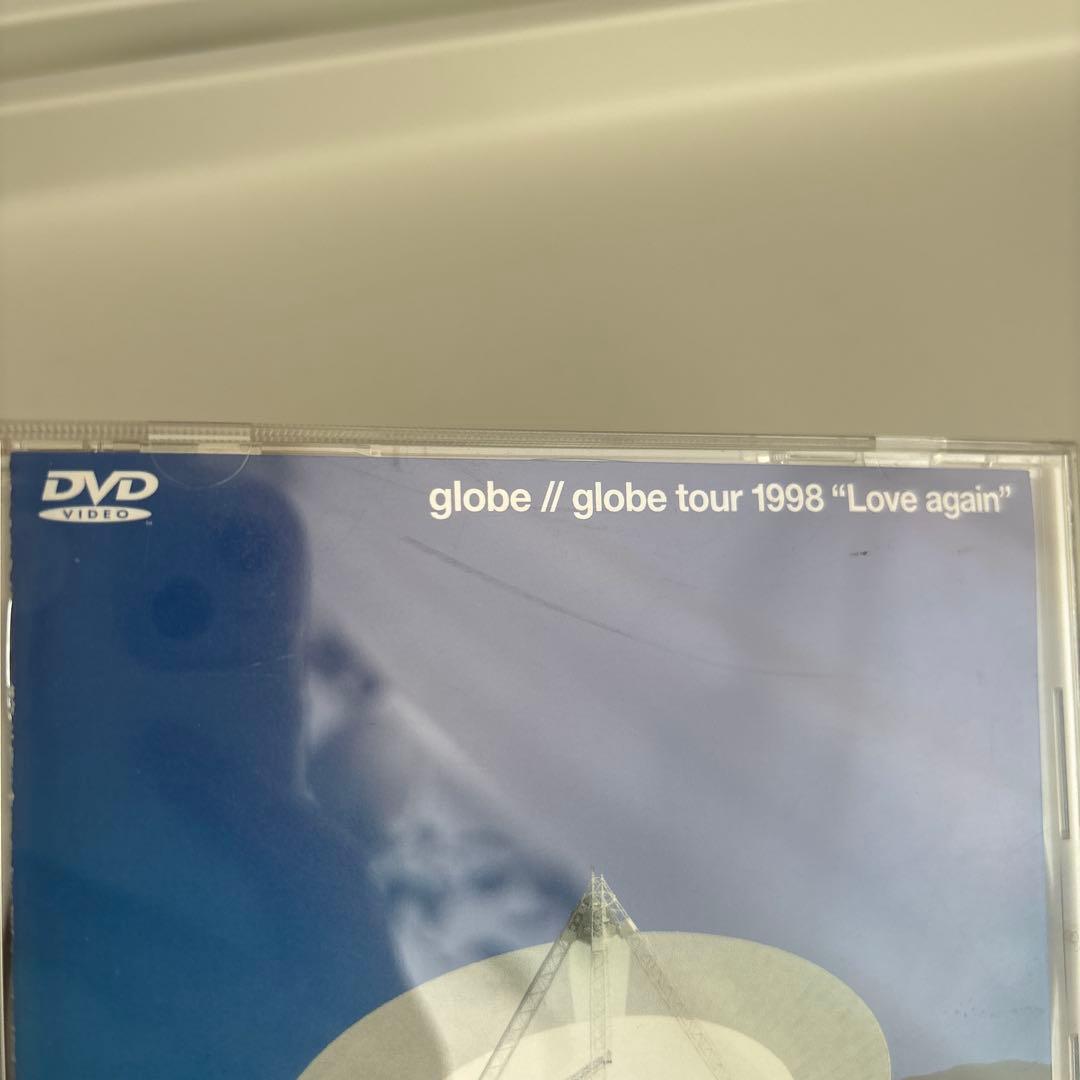 DVD
VIDEO
globe // globe tour 1998 “Love again”